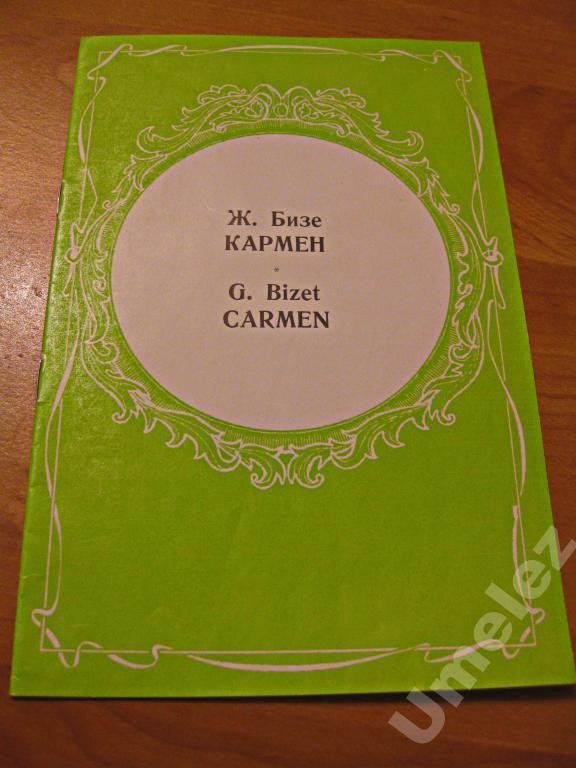 Ж. Бизе
КАРМЕН
*
G. Bizet
CARMEN
Umelez